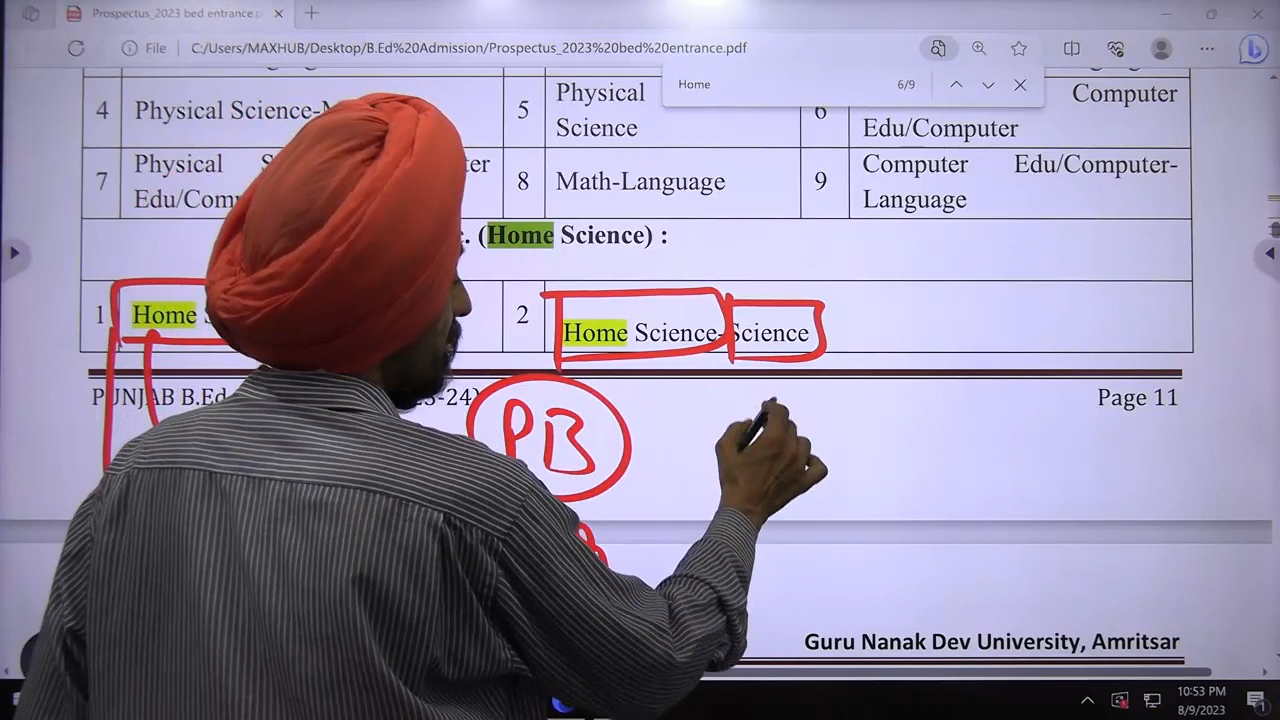 Prospectus_2023 bed entrance.p
File C:/Users/MAXHUB/Desktop/B.Ed%20Admission/Prospectus_2023%20bed%20entrance.pdf
Home 6/9
4 Physical Science- 5 Physical Science 6 Computer Edu/Computer
7 Physical 8 Math-Language 9 Computer Edu/Computer-Language
(Home Science) :
1 Home 2 Home Science-Science
PUNJAB B.Ed Page 11
PB
Guru Nanak Dev University, Amritsar
10:53 PM
8/9/2023